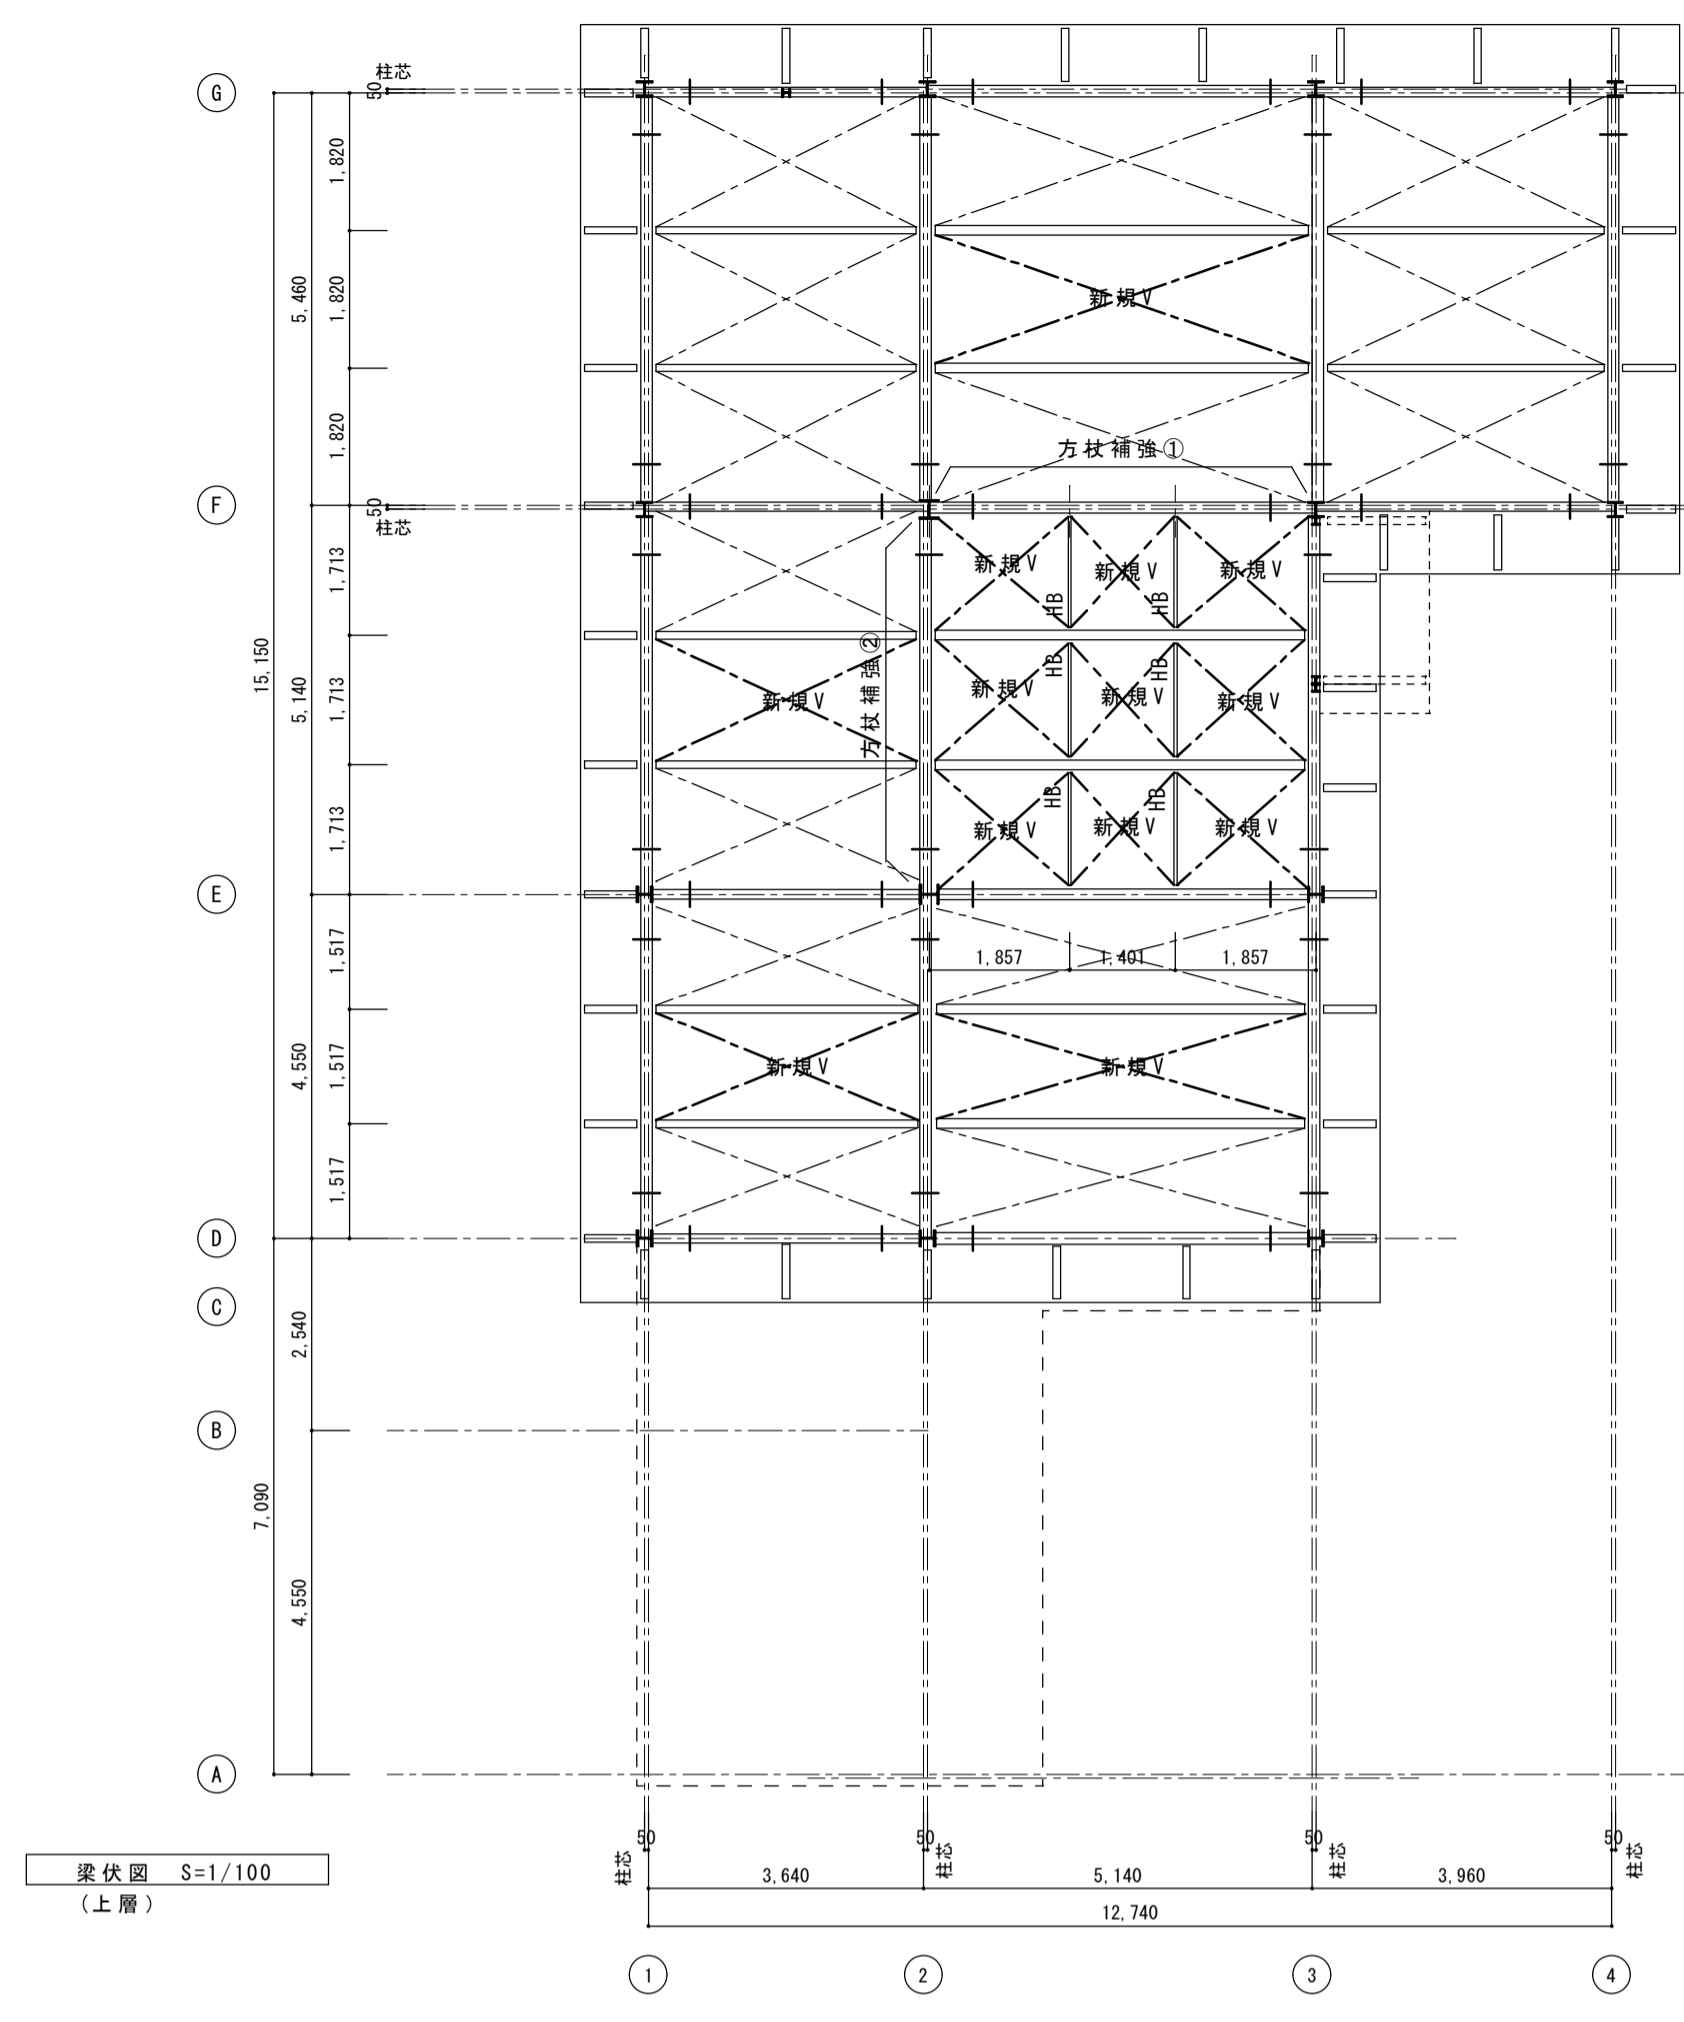 G
柱芯
50
1,820
5,460
1,820
新規V
1,820
方杖補強①
F
50
柱芯
1,713
新規V
新規V
新規V
HB
HB
15,150
5,140
1,713
方杖補強②
新規V
HB
HB
新規V
新規V
新規V
1,713
HB
HB
新規V
新規V
新規V
E
1,517
1,857
1,401
1,857
4,550
1,517
新規V
新規V
1,517
D
C
2,540
B
7,090
4,550
A
50
柱芯
50
柱芯
50
柱芯
50
柱芯
梁伏図 S=1/100
(上層)
3,640
5,140
3,960
12,740
1
2
3
4